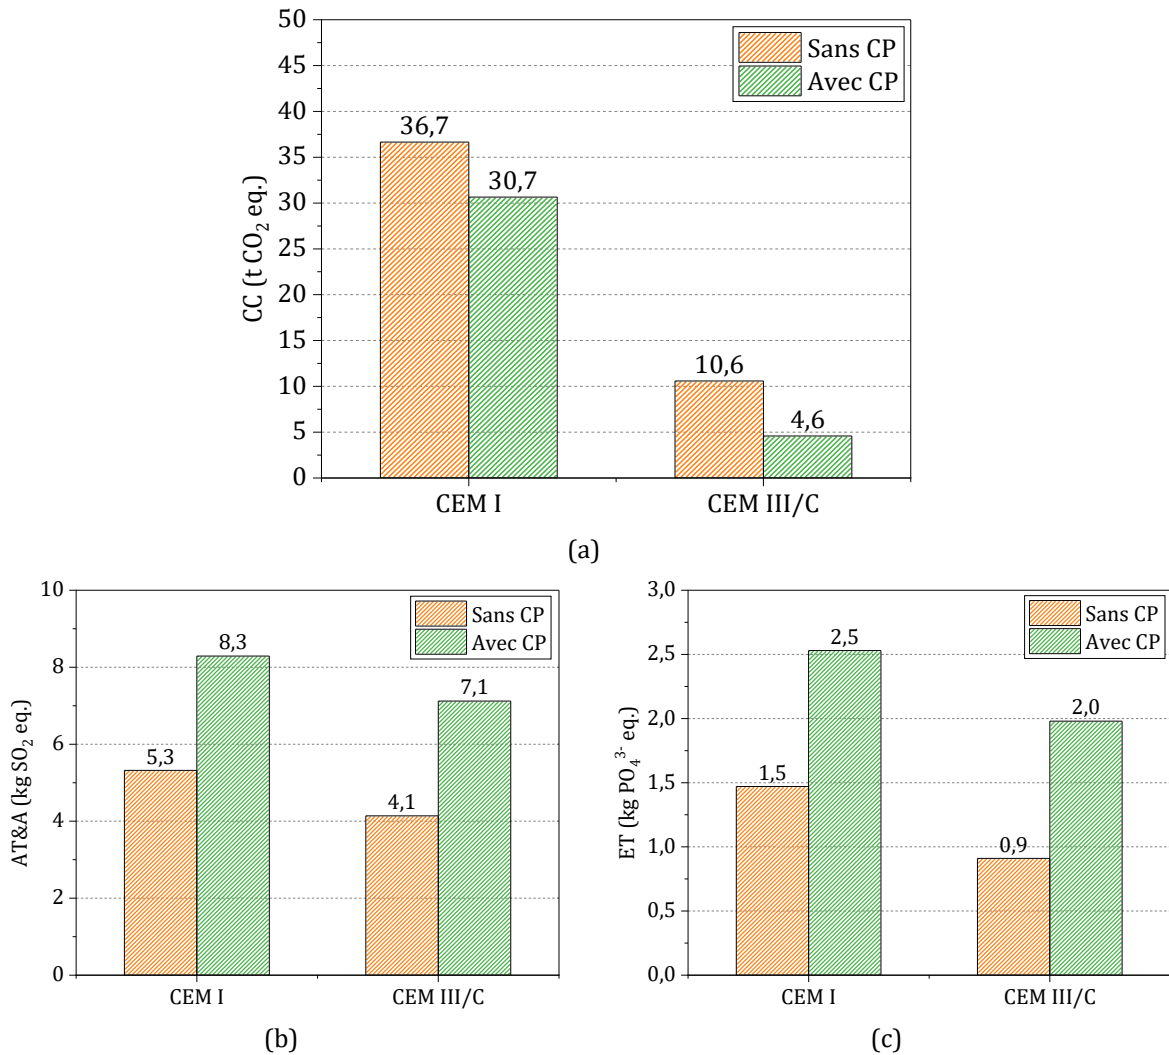 50
45
40
35
30
25
20
15
10
5
0
CC (t CO₂ eq.)
Sans CP
Avec CP
36,7
30,7
10,6
4,6
CEM I
CEM III/C
(a)
10
8
6
4
2
0
AT&A (kg SO₂ eq.)
Sans CP
Avec CP
5,3
8,3
4,1
7,1
CEM I
CEM III/C
(b)
3,0
2,5
2,0
1,5
1,0
0,5
0,0
ET (kg PO₄³⁻ eq.)
Sans CP
Avec CP
1,5
2,5
0,9
2,0
CEM I
CEM III/C
(c)